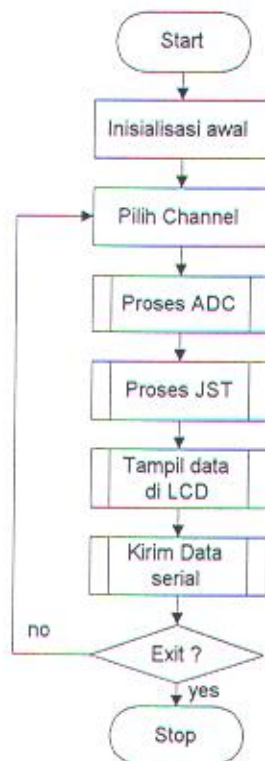 Start
Inisialisasi awal
Pilih Channel
Proses ADC
Proses JST
Tampil data
di LCD
Kirim Data
serial
no
Exit ?
yes
Stop